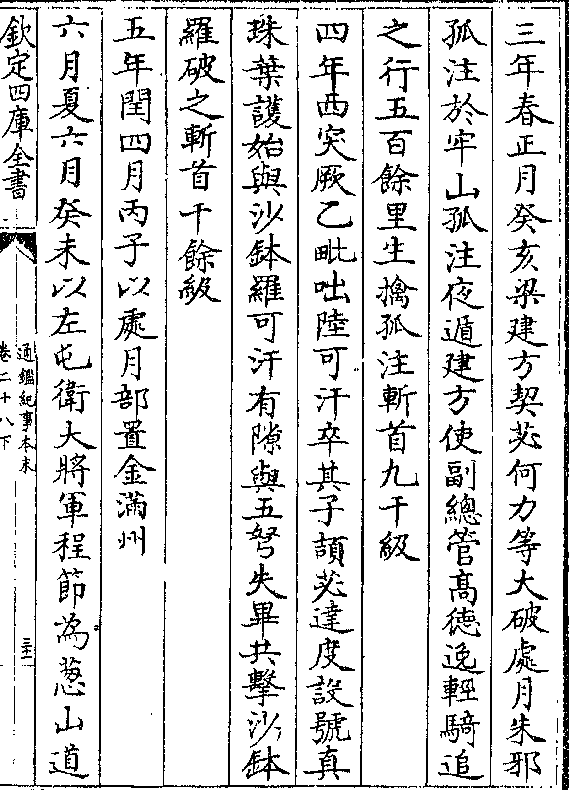 三年春正月癸亥梁建方契苾何力等大破處月朱邪
孤注於牢山孤注夜遁建方使副總管髙徳逸輕騎追
之行五百餘里生擒孤注斬首九千級
四年西突厥乙毗咄陸可汗卒其子頡苾達度設號真
珠葉護始與沙鉢羅可汗有隙與五弩失畢共擊沙鉢
羅破之斬首千餘級
五年閏四月丙子以處月部置金滿州
六月夏六月癸未以左屯衛大將軍程節為葱山道
欽定四庫全書
通鑑紀事本末
卷二十八下